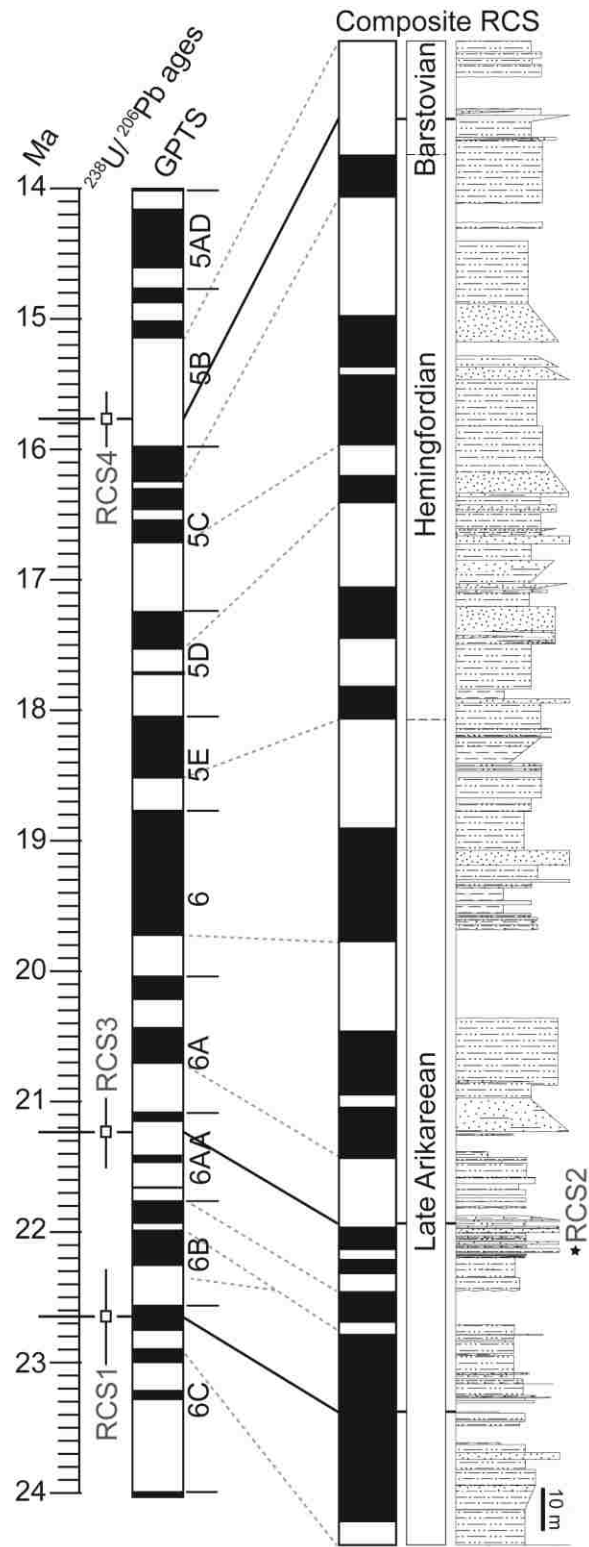 Composite RCS
Ma
238U/ 206Pb ages
GPTS
14
15
16
17
18
19
20
21
22
23
24
RCS4
RCS3
RCS1
5AD
5B
5C
5D
5E
6
6A
6AA
6B
6C
Barstovian
Hemingfordian
Late Arikareean
★RCS2
10 m